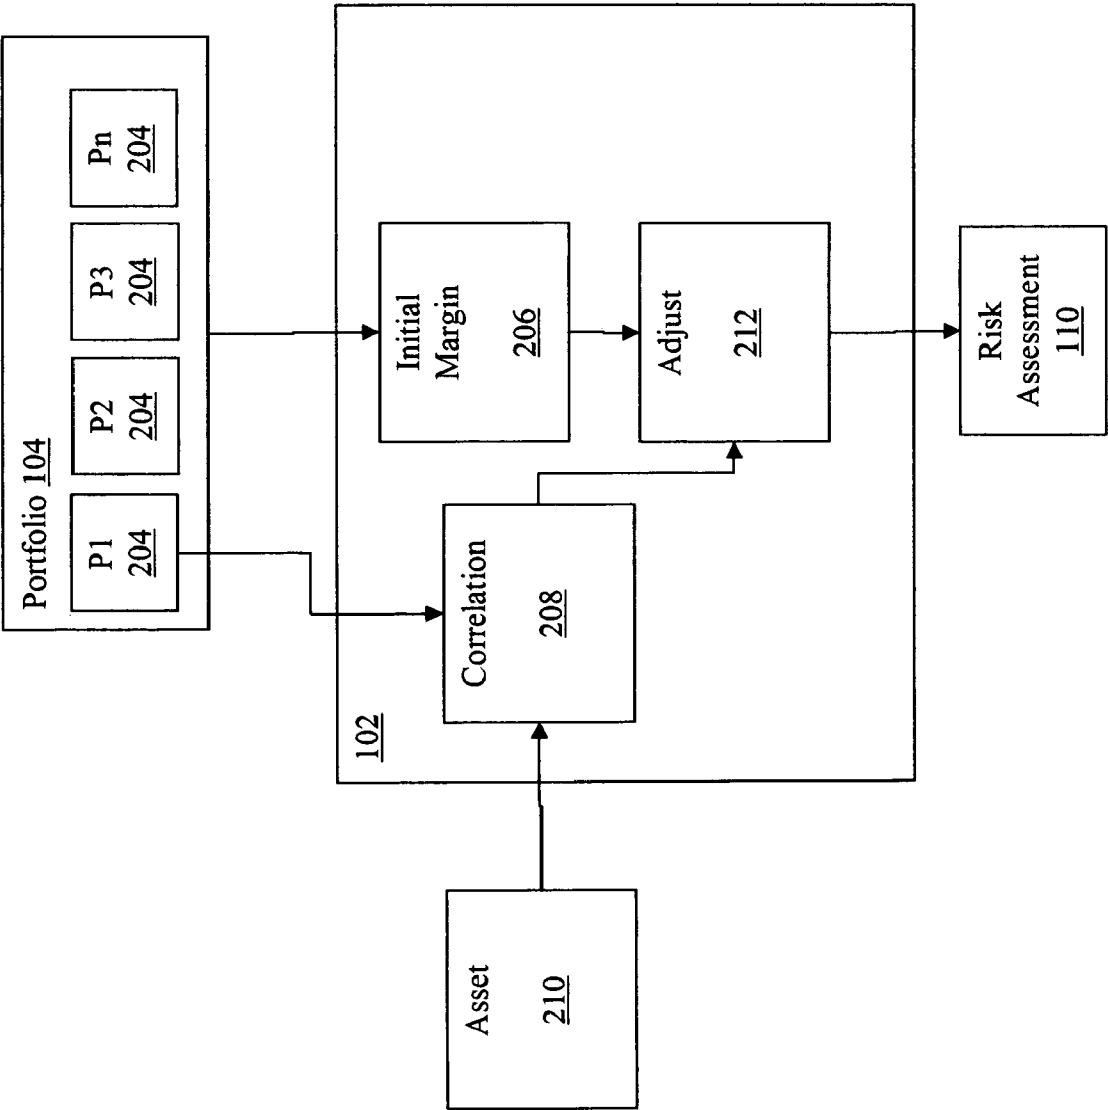 Portfolio 104
P1
204
P2
204
P3
204
Pn
204
102
Initial
Margin
206
Correlation
208
Adjust
212
Asset
210
Risk
Assessment
110